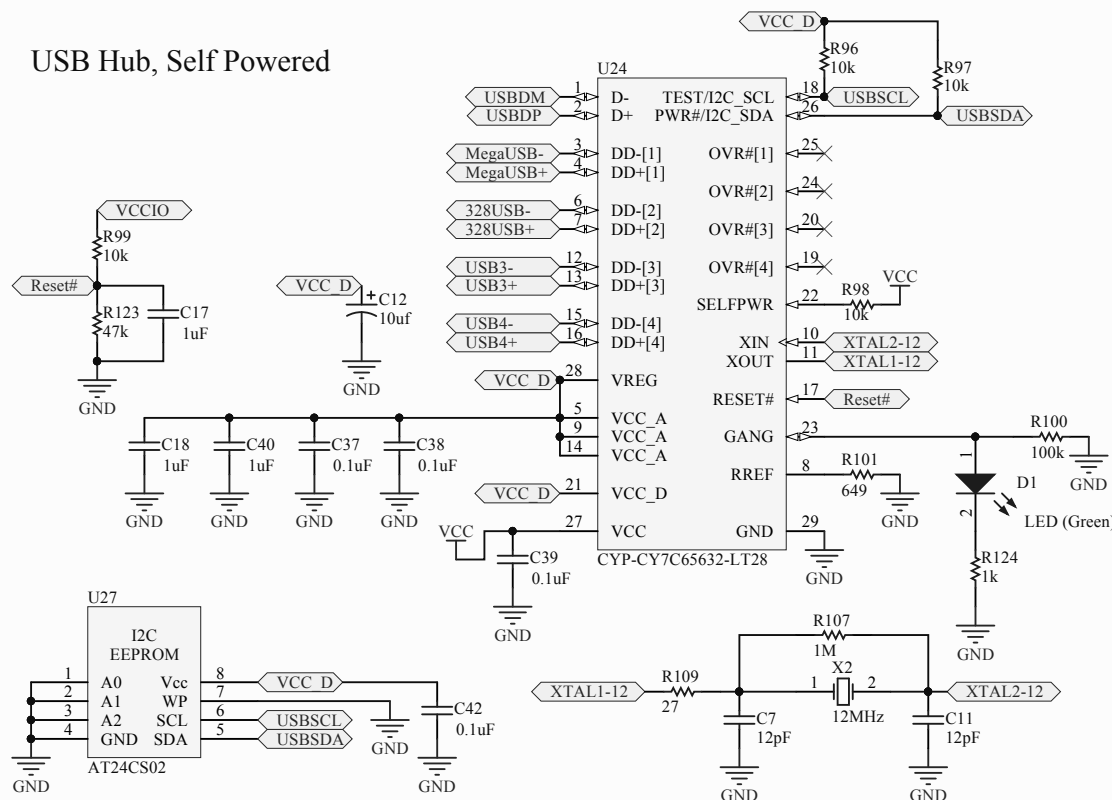 USB Hub, Self Powered
VCC_D
R96
10k
R97
10k
USBSCL
USBSDA
U24
USBDM 1 D- TEST/I2C_SCL 18
USBDP 2 D+ PWR#/I2C_SDA 26
MegaUSB- 3 DD-[1] OVR#[1] 25
MegaUSB+ 4 DD+[1]
OVR#[2] 24
328USB- 6 DD-[2]
328USB+ 7 DD+[2] OVR#[3] 20
USB3- 12 DD-[3] OVR#[4] 19
USB3+ 13 DD+[3]
SELFPWR 22 R98 VCC
10k
USB4- 15 DD-[4]
USB4+ 16 DD+[4] XIN 10 XTAL2-12
XOUT 11 XTAL1-12
VCC_D 28 VREG
RESET# 17 Reset#
5 VCC_A
9 VCC_A GANG 23
14 VCC_A
RREF 8 R101
649
GND
VCC_D 21 VCC_D
VCC 27 VCC GND 29
GND
CYP-CY7C65632-LT28
R100
100k
GND
1
D1
2
LED (Green)
R124
1k
GND
VCCIO
R99
10k
Reset#
R123
47k
C17
1uF
GND
VCC_D
+
C12
10uf
GND
C18
1uF
GND
C40
1uF
GND
C37
0.1uF
GND
C38
0.1uF
GND
C39
0.1uF
GND
U27
I2C
EEPROM
1 A0 Vcc 8 VCC_D
2 A1 WP 7
3 A2 SCL 6 USBSCL
4 GND SDA 5 USBSDA
AT24CS02
GND
GND
C42
0.1uF
GND
R107
1M
XTAL1-12
R109
27
1
X2
2
12MHz
XTAL2-12
C7
12pF
GND
C11
12pF
GND